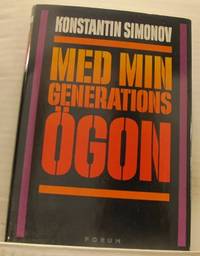 KONSTANTIN SIMONOV
MED MIN
GENERATIONS
ÖGON
FORUM